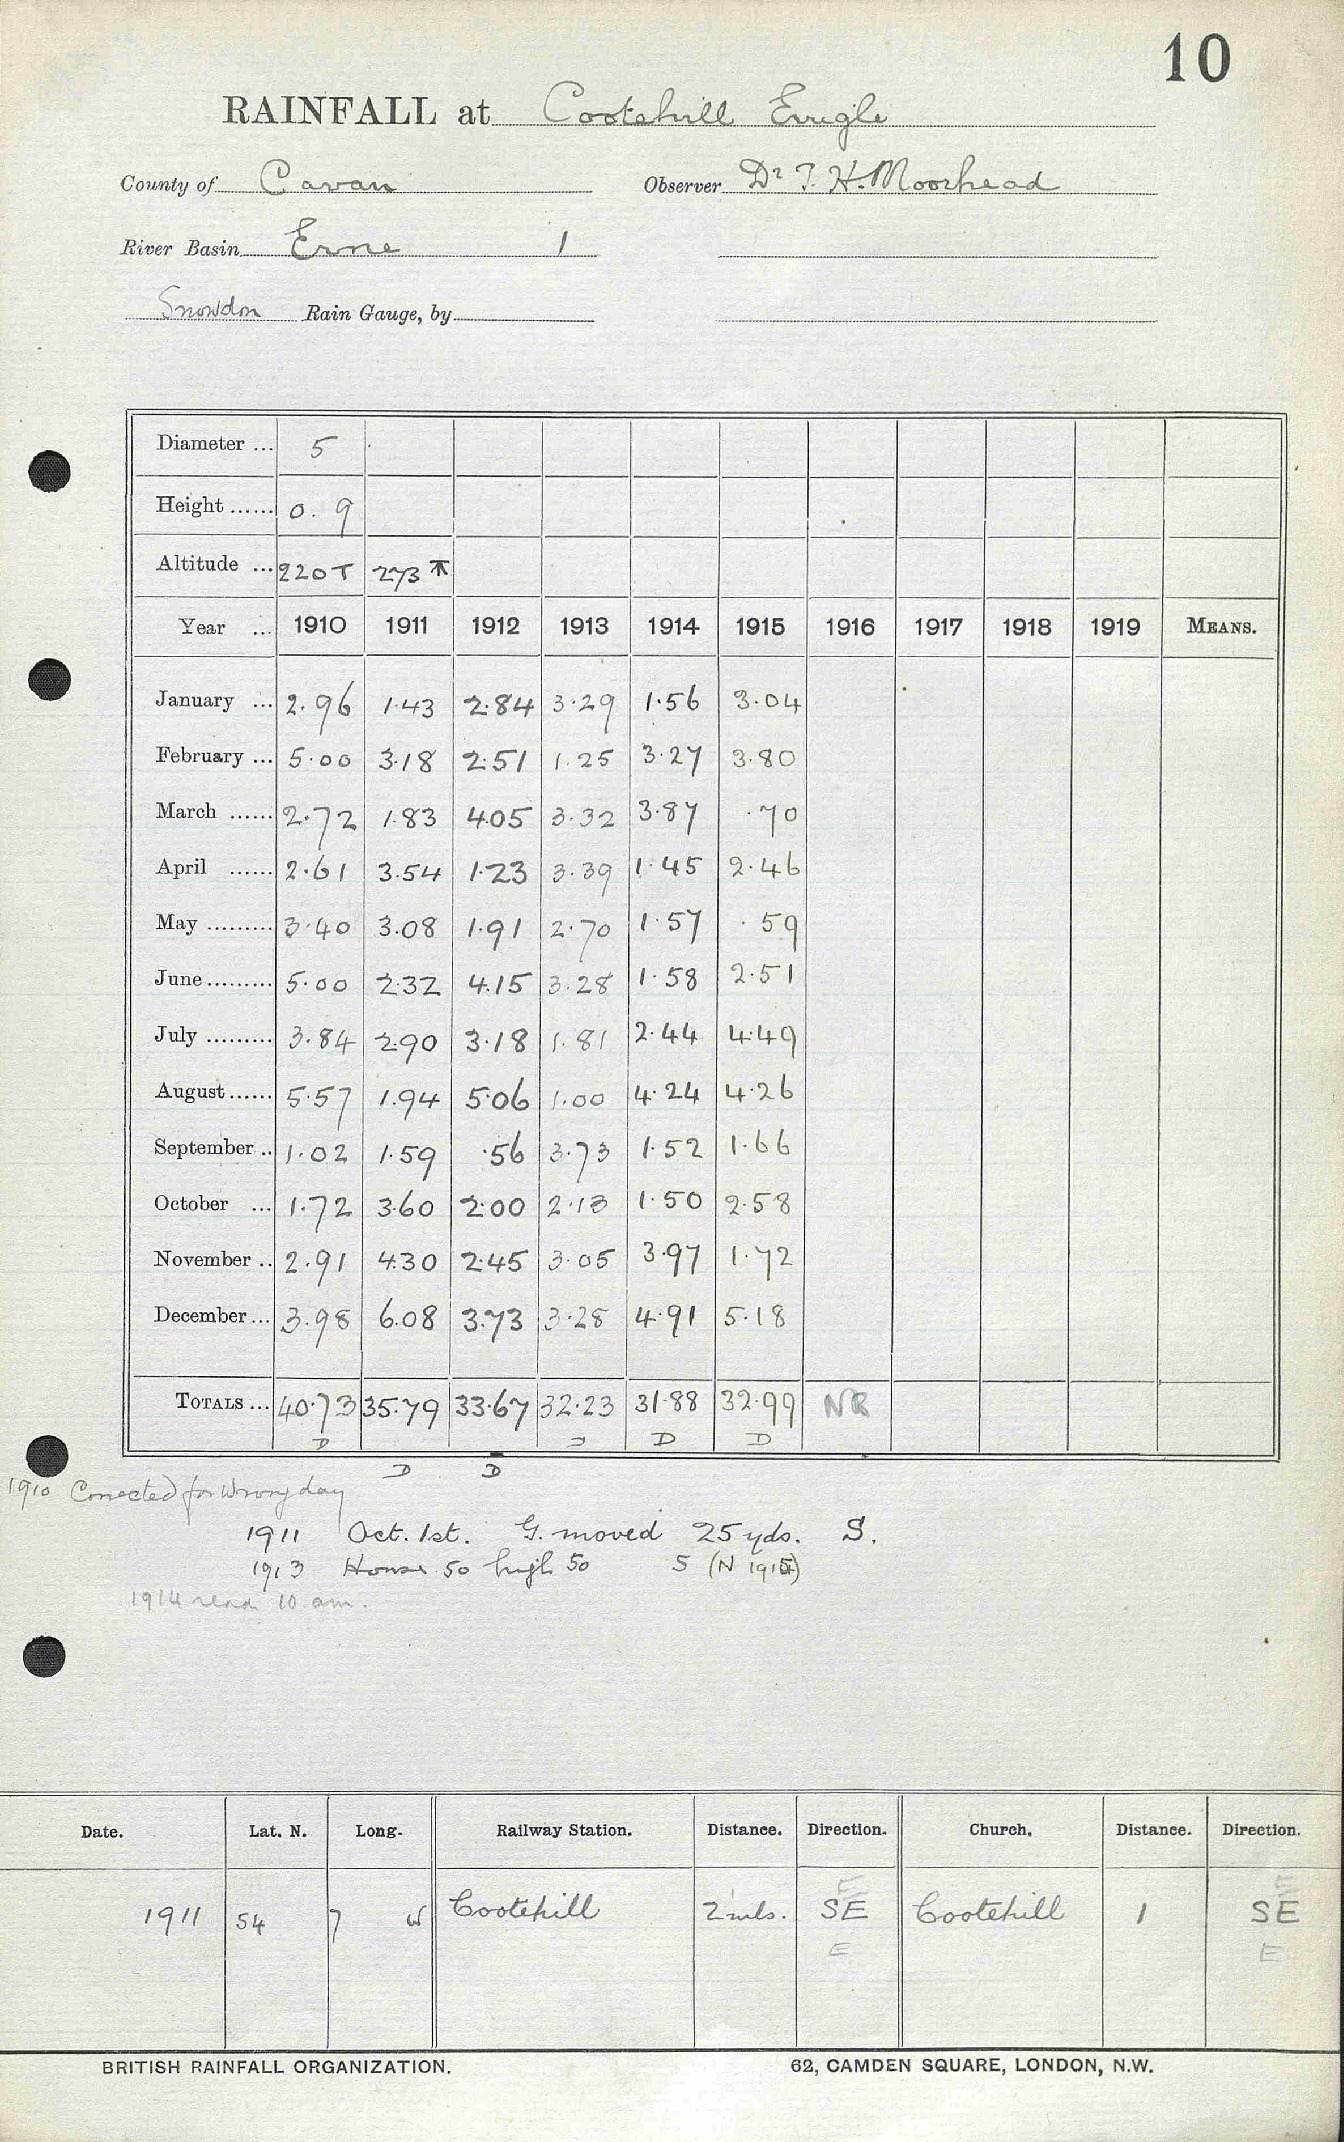 10
RAINFALL at Cootehill Errigle
County of Cavan Observer Dr T. H. Moorhead
River Basin Erne 1
Snowdon Rain Gauge, by
Diameter ... 5
Height ...... 0.9
Altitude ... 220T 273
Year ... 1910 1911 1912 1913 1914 1915 1916 1917 1918 1919 MEANS.
January ... 2.96 1.43 2.84 3.29 1.56 3.04
February ... 5.00 3.18 2.51 1.25 3.27 3.80
March ...... 2.72 1.83 4.05 3.32 3.87 .70
April ...... 2.61 3.54 1.23 3.39 1.45 2.46
May ......... 3.40 3.08 1.91 2.70 1.57 .59
June ......... 5.00 2.32 4.15 3.28 1.58 2.51
July ......... 3.84 2.90 3.18 1.81 2.44 4.49
August ...... 5.57 1.94 5.06 1.00 4.24 4.26
September .. 1.02 1.59 .56 3.73 1.52 1.66
October ... 1.72 3.60 2.00 2.13 1.50 2.58
November .. 2.91 4.30 2.45 3.05 3.97 1.72
December ... 3.98 6.08 3.73 3.28 4.91 5.18
TOTALS ... 40.73 35.79 33.67 32.23 31.88 32.99 NR
D D D D
D D
1910 Corrected for wrong day
1911 Oct. 1st. G. moved 25 yds. S.
1913 House 50 high 50 S (N 1915)
1914 read 10 am.
Date. Lat. N. Long. Railway Station. Distance. Direction. Church. Distance. Direction.
E E
1911 54 7 W Cootehill 2 mls. SE Cootehill 1 SE
E E
BRITISH RAINFALL ORGANIZATION. 62, CAMDEN SQUARE, LONDON, N.W.